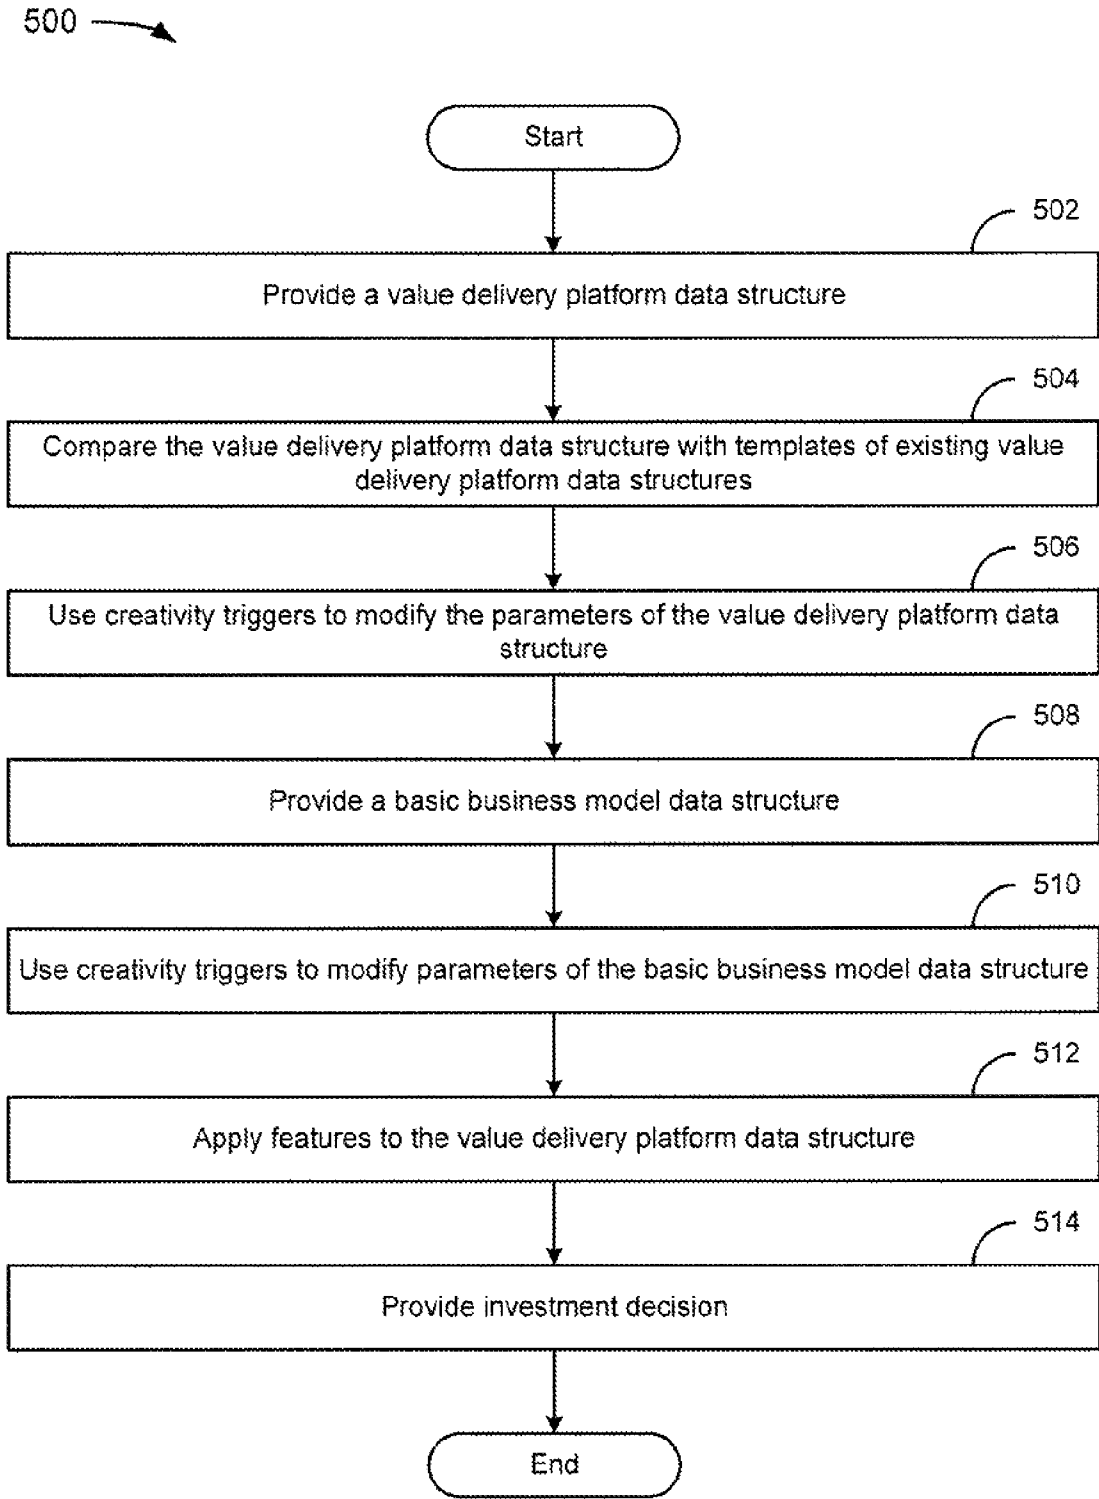 500
Start
502
Provide a value delivery platform data structure
504
Compare the value delivery platform data structure with templates of existing value
delivery platform data structures
506
Use creativity triggers to modify the parameters of the value delivery platform data
structure
508
Provide a basic business model data structure
510
Use creativity triggers to modify parameters of the basic business model data structure
512
Apply features to the value delivery platform data structure
514
Provide investment decision
End